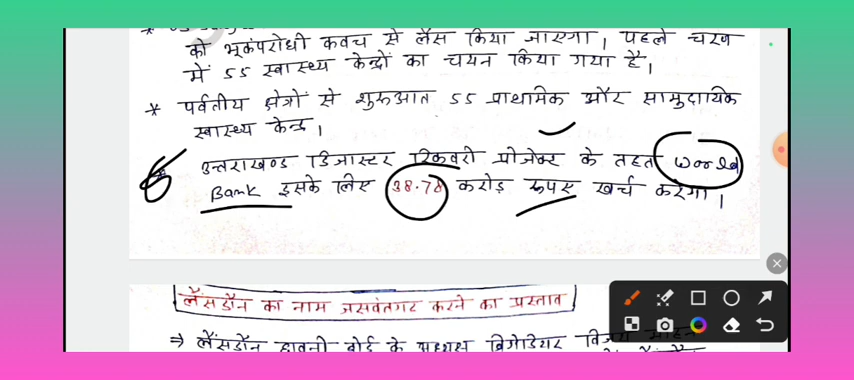 को भूकंपरोधी कवच से लैस किया जाएगा। पहले चरण
में 55 स्वास्थ्य केन्द्रों का चयन किया गया है।
* पर्वतीय क्षेत्रों से शुरुआत 55 प्राथमिक और सामुदायिक
स्वास्थ्य केन्द्र।
उत्तराखण्ड डिजास्टर रिकवरी प्रोजेक्ट के तहत World
Bank इसके लिए 38.78 करोड़ रूपए खर्च करेगा।
लैंसडौन का नाम जसवंतगढ करने का प्रस्ताव
⇒ लैंसडौन छावनी बोर्ड के अध्यक्ष ब्रिगेडियर विजय मोहन